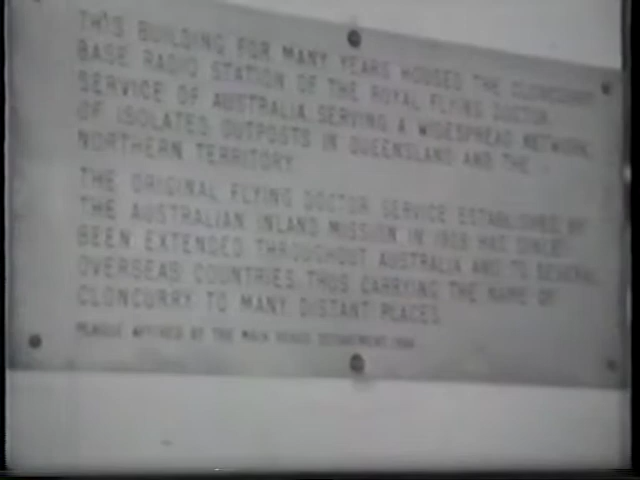 THIS BUILDING FOR MANY YEARS HOUSED THE CLONCURRY
BASE RADIO STATION OF THE ROYAL FLYING DOCTOR
SERVICE OF AUSTRALIA SERVING A WIDESPREAD NETWORK
OF ISOLATED OUTPOSTS IN QUEENSLAND AND THE
NORTHERN TERRITORY.
THE ORIGINAL FLYING DOCTOR SERVICE ESTABLISHED BY
THE AUSTRALIAN INLAND MISSION IN 1928 HAS SINCE
BEEN EXTENDED THROUGHOUT AUSTRALIA AND TO SEVERAL
OVERSEAS COUNTRIES THUS CARRYING THE NAME OF
CLONCURRY TO MANY DISTANT PLACES.
PLAQUE AFFIXED BY THE MAIN ROADS DEPARTMENT